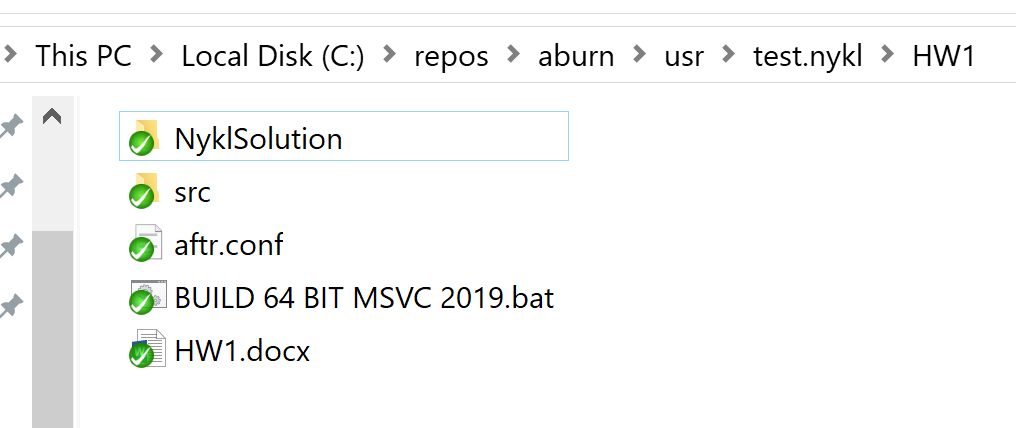 This PC > Local Disk (C:) > repos > aburn > usr > test.nykl > HW1
NyklSolution
src
aftr.conf
BUILD 64 BIT MSVC 2019.bat
HW1.docx